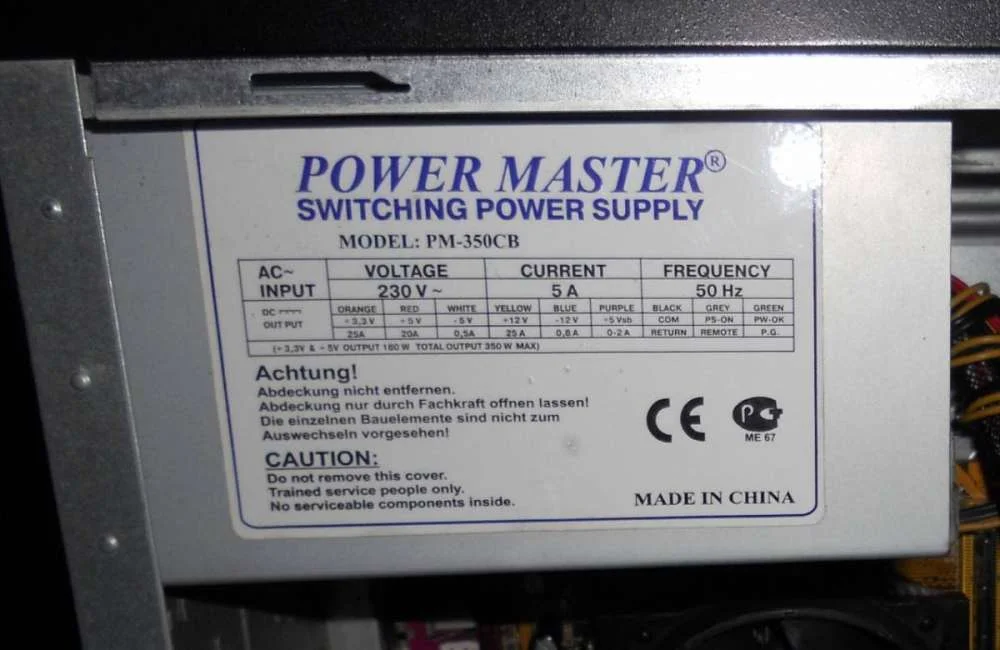 POWER MASTER®
SWITCHING POWER SUPPLY
MODEL: PM-350CB
AC~ INPUT VOLTAGE CURRENT FREQUENCY
230 V ~ 5 A 50 Hz
DC OUT PUT ORANGE RED WHITE YELLOW BLUE PURPLE BLACK GREY GREEN
+3,3V +5V -5V +12V -12V +5Vsb COM PS-ON PW-OK
25A 20A 0,5A 25A 0,8A 0-2A RETURN REMOTE P.G.
(+3,3V & +5V OUTPUT 180 W TOTAL OUTPUT 350 W MAX)
Achtung!
Abdeckung nicht entfernen.
Abdeckung nur durch Fachkraft offnen lassen!
Die einzelnen Bauelemente sind nicht zum
Auswechseln vorgesehen!
CE
PG
ME 67
CAUTION:
Do not remove this cover.
Trained service people only.
No serviceable components inside.
MADE IN CHINA